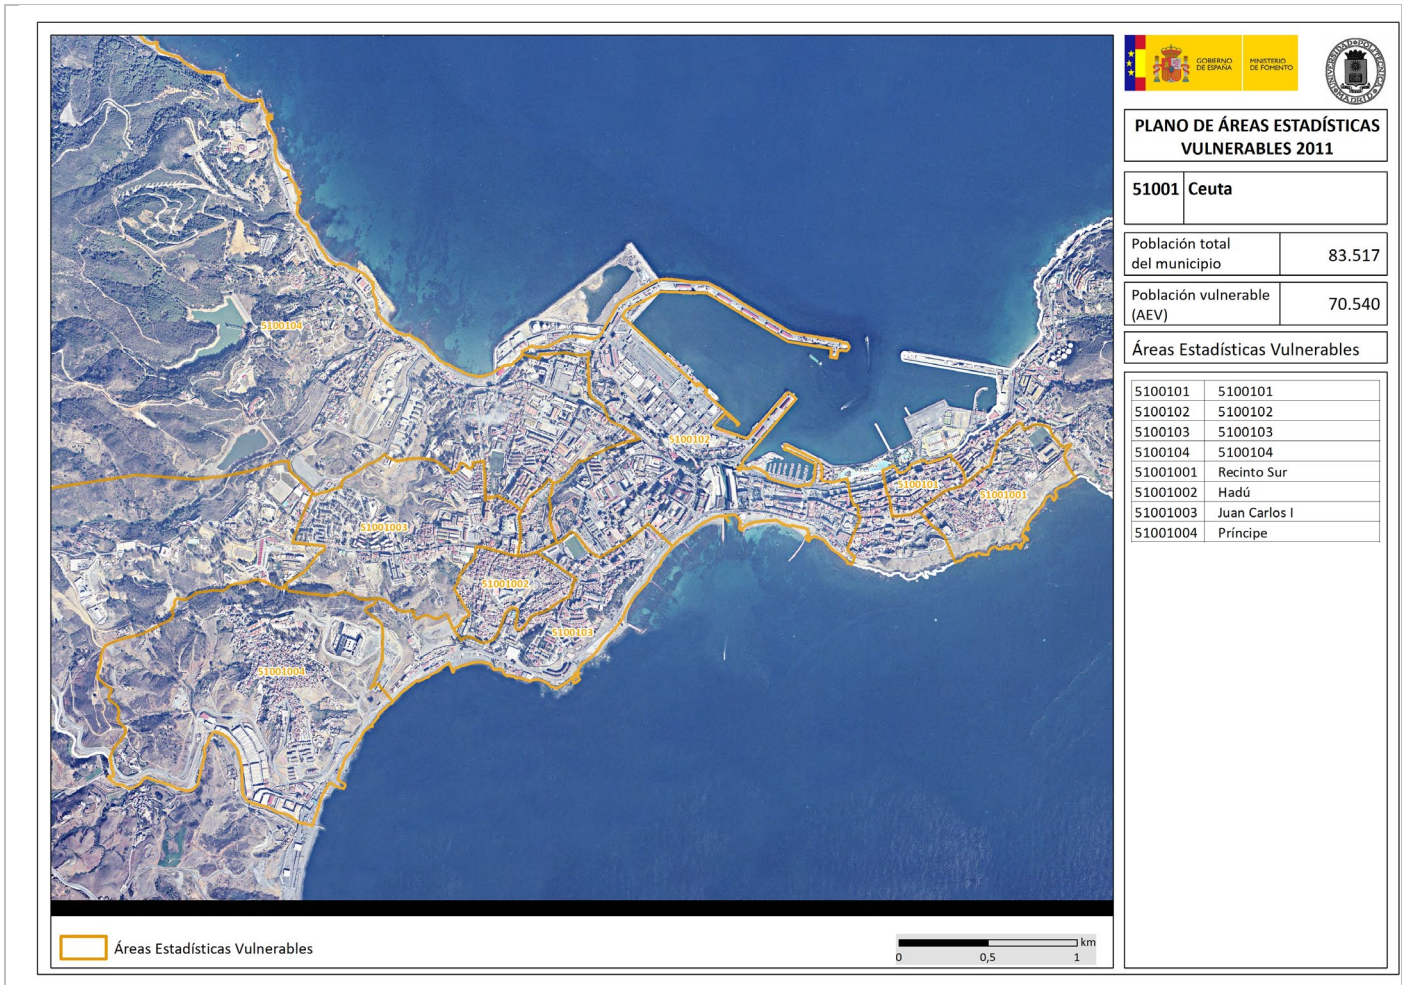 GOBIERNO
DE ESPAÑA
MINISTERIO
DE FOMENTO
UNIVERSIDAD POLITECNICA
MADRID
PLANO DE ÁREAS ESTADÍSTICAS
VULNERABLES 2011
51001 Ceuta
Población total
del municipio
83.517
Población vulnerable
(AEV)
70.540
Áreas Estadísticas Vulnerables
5100101 5100101
5100102 5100102
5100103 5100103
5100104 5100104
51001001 Recinto Sur
51001002 Hadú
51001003 Juan Carlos I
51001004 Príncipe
5100104
5100102
5100101
51001001
51001003
51001002
5100103
51001004
Áreas Estadísticas Vulnerables
km
0 0,5 1